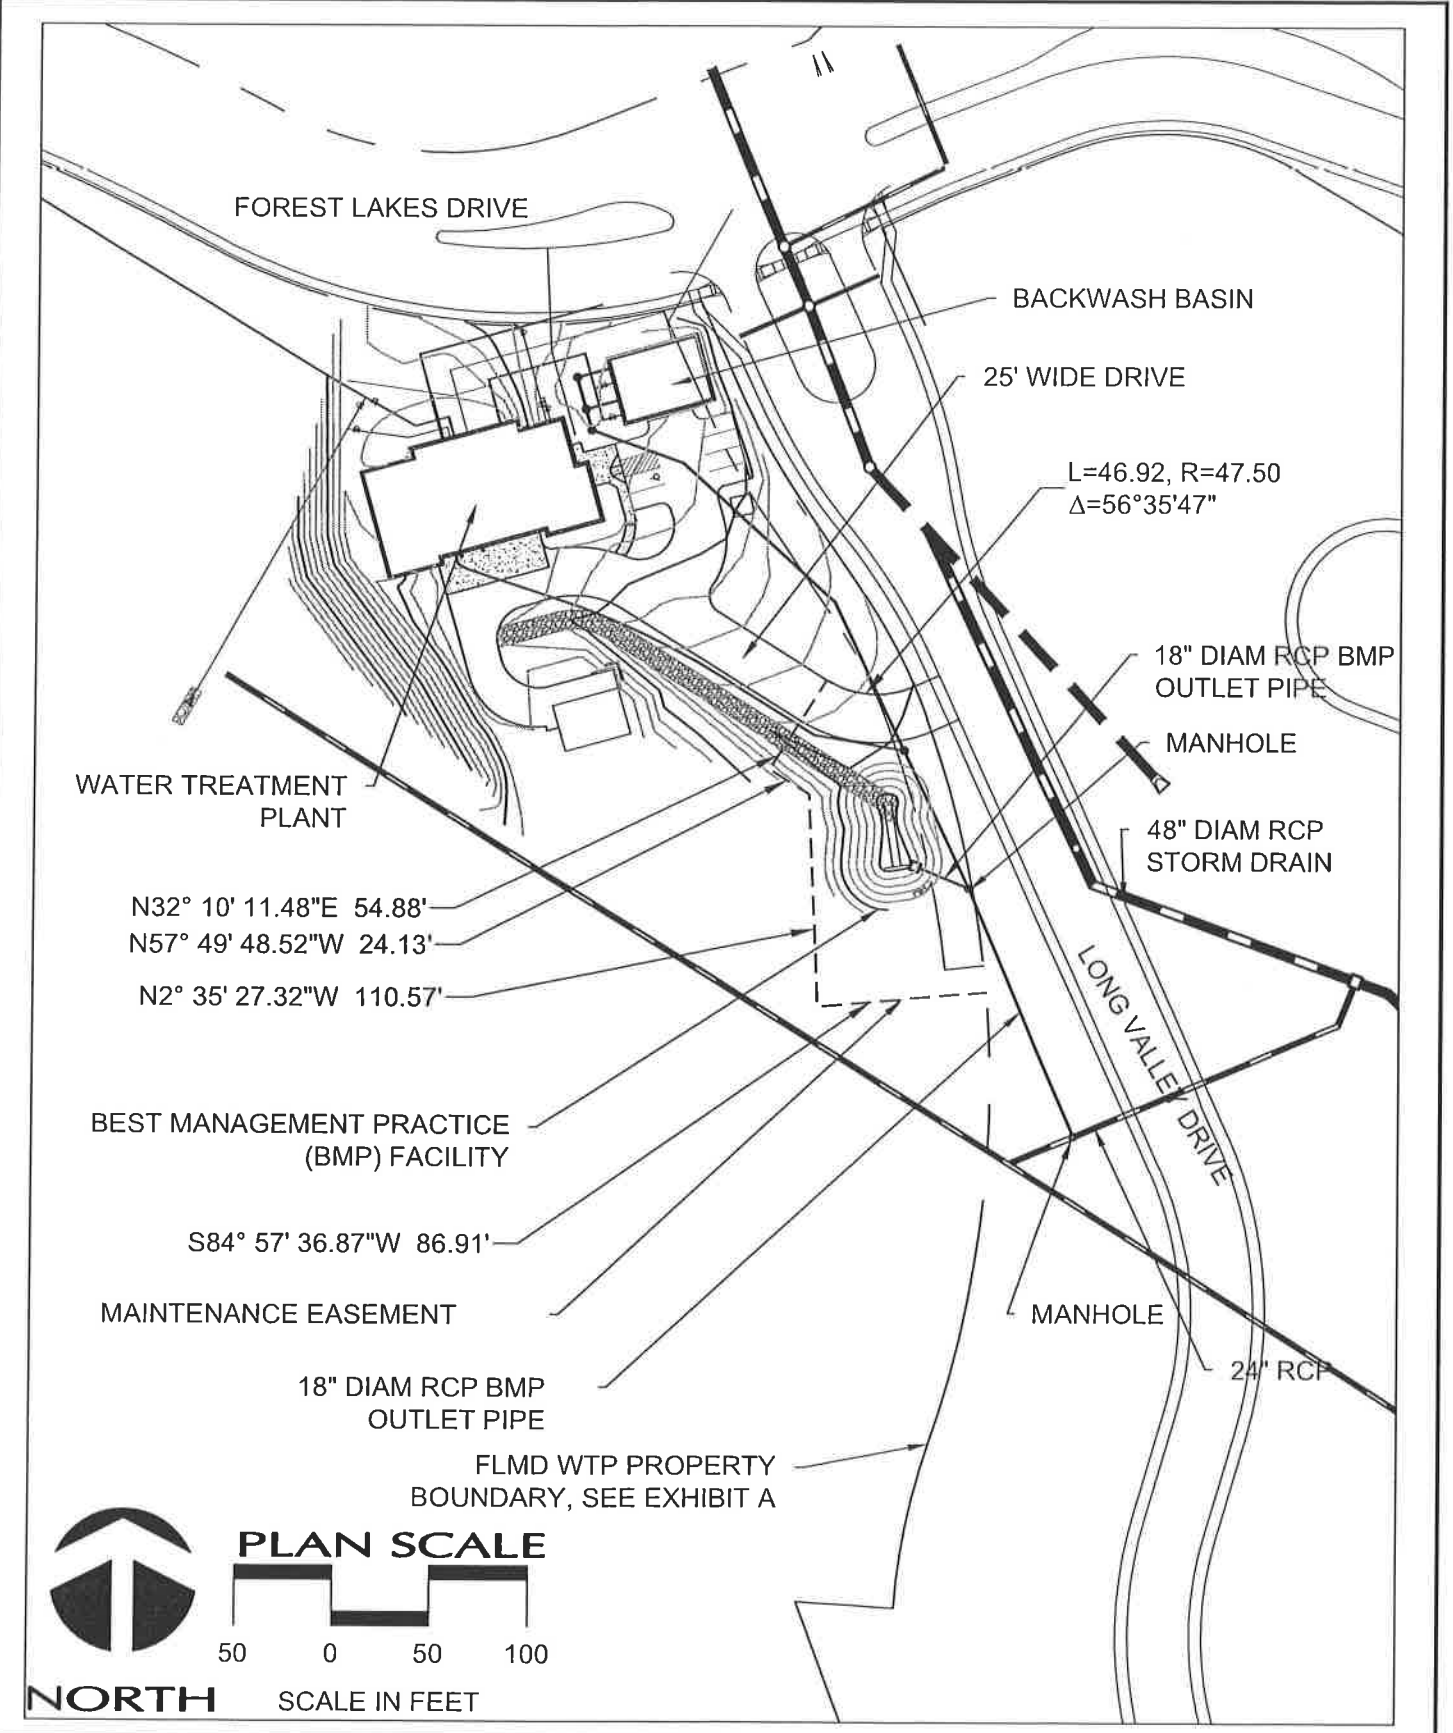 FOREST LAKES DRIVE
BACKWASH BASIN
25' WIDE DRIVE
L=46.92, R=47.50
Δ=56°35'47"
18" DIAM RCP BMP
OUTLET PIPE
MANHOLE
WATER TREATMENT
PLANT
48" DIAM RCP
STORM DRAIN
N32° 10' 11.48"E 54.88'
N57° 49' 48.52"W 24.13'
N2° 35' 27.32"W 110.57'
LONG VALLEY DRIVE
BEST MANAGEMENT PRACTICE
(BMP) FACILITY
S84° 57' 36.87"W 86.91'
MAINTENANCE EASEMENT
MANHOLE
24" RCP
18" DIAM RCP BMP
OUTLET PIPE
FLMD WTP PROPERTY
BOUNDARY, SEE EXHIBIT A
PLAN SCALE
50 0 50 100
SCALE IN FEET
NORTH